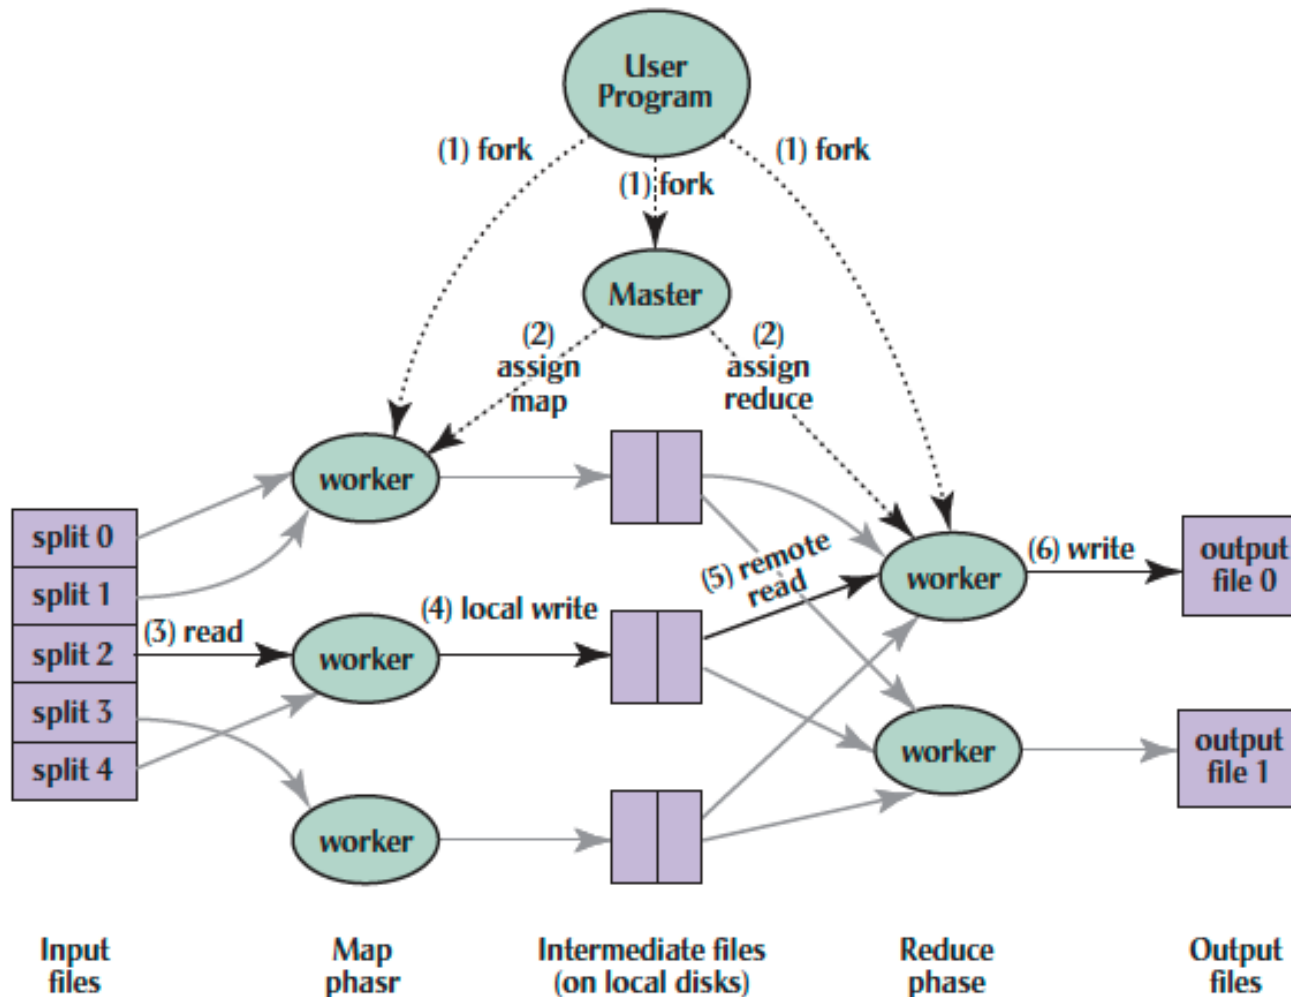 User
Program
(1) fork
(1) fork
(1) fork
Master
(2)
assign
map
(2)
assign
reduce
worker
split 0
split 1
split 2
split 3
split 4
(3) read
worker
(4) local write
worker
(5) remote
read
worker
(6) write
worker
output
file 0
output
file 1
Input
files
Map
phasr
Intermediate files
(on local disks)
Reduce
phase
Output
files